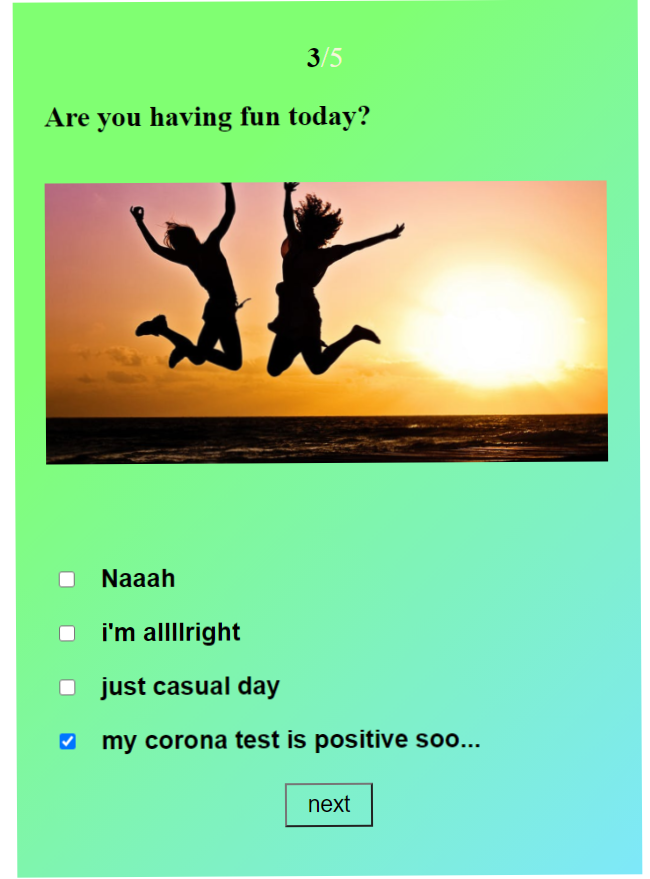 3/5
Are you having fun today?
Naaah
i'm allllright
just casual day
my corona test is positive soo...
next